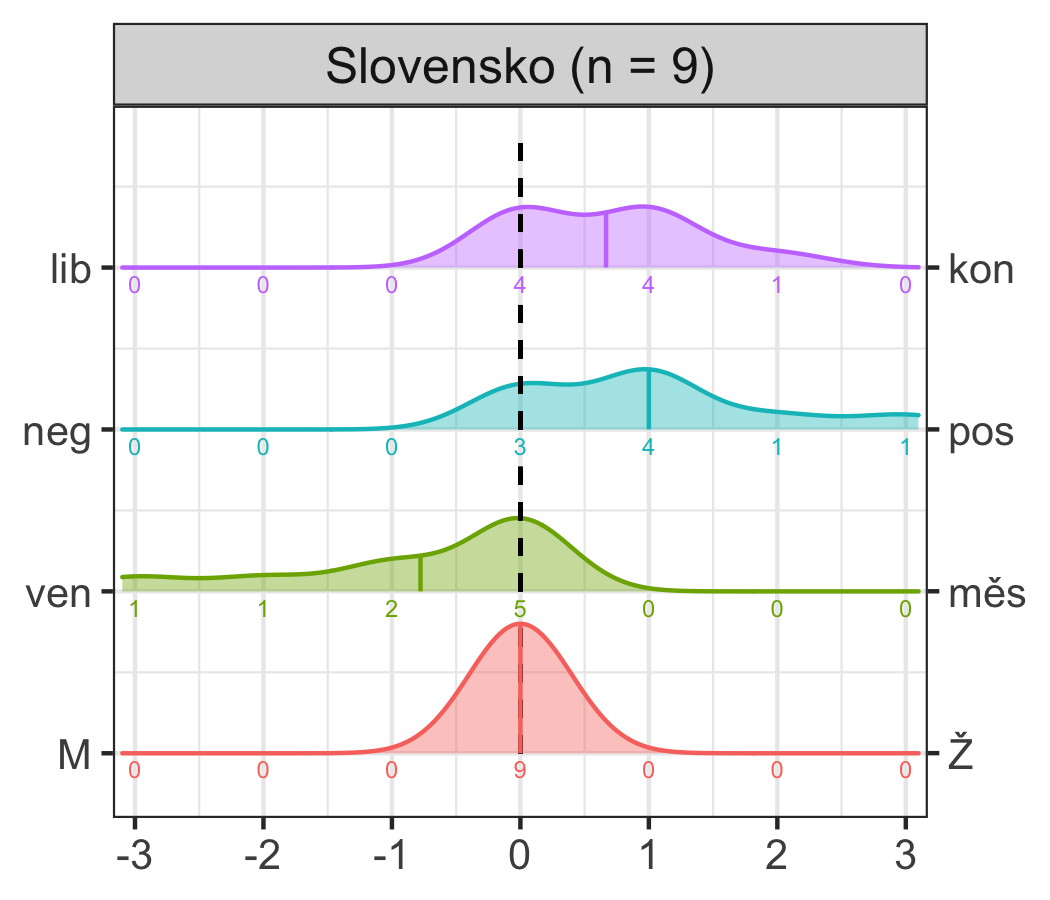 Slovensko (n = 9)
lib kon
0 0 0 4 4 1 0
neg pos
0 0 0 3 4 1 1
ven měs
1 1 2 5 0 0 0
M Ž
0 0 0 9 0 0 0
-3 -2 -1 0 1 2 3